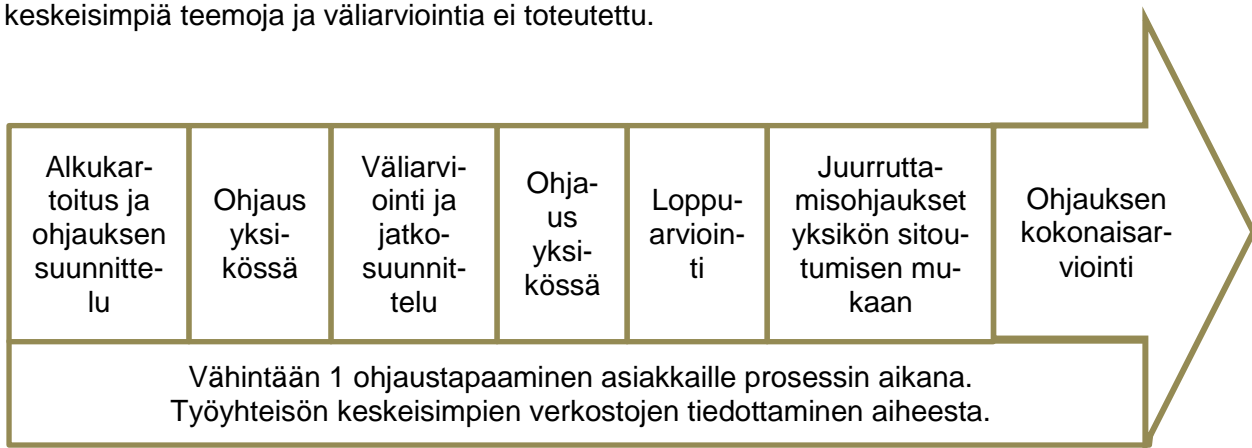 keskeisimpiä teemoja ja väliarviointia ei toteutettu.
Alkukar-
toitus ja
ohjauksen
suunnitte-
lu
Ohjaus
yksi-
kössä
Väliarvi-
ointi ja
jatko-
suunnit-
telu
Ohja-
us
yksi-
kössä
Loppu-
arvioin-
ti
Juurrutta-
misohjaukset
yksikön sitou-
tumisen mu-
kaan
Ohjauksen
kokonaisar-
viointi
Vähintään 1 ohjaustapaaminen asiakkaille prosessin aikana.
Työyhteisön keskeisimpien verkostojen tiedottaminen aiheesta.